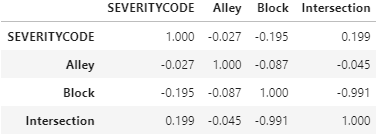 SEVERITYCODE Alley Block Intersection
SEVERITYCODE 1.000 -0.027 -0.195 0.199
Alley -0.027 1.000 -0.087 -0.045
Block -0.195 -0.087 1.000 -0.991
Intersection 0.199 -0.045 -0.991 1.000